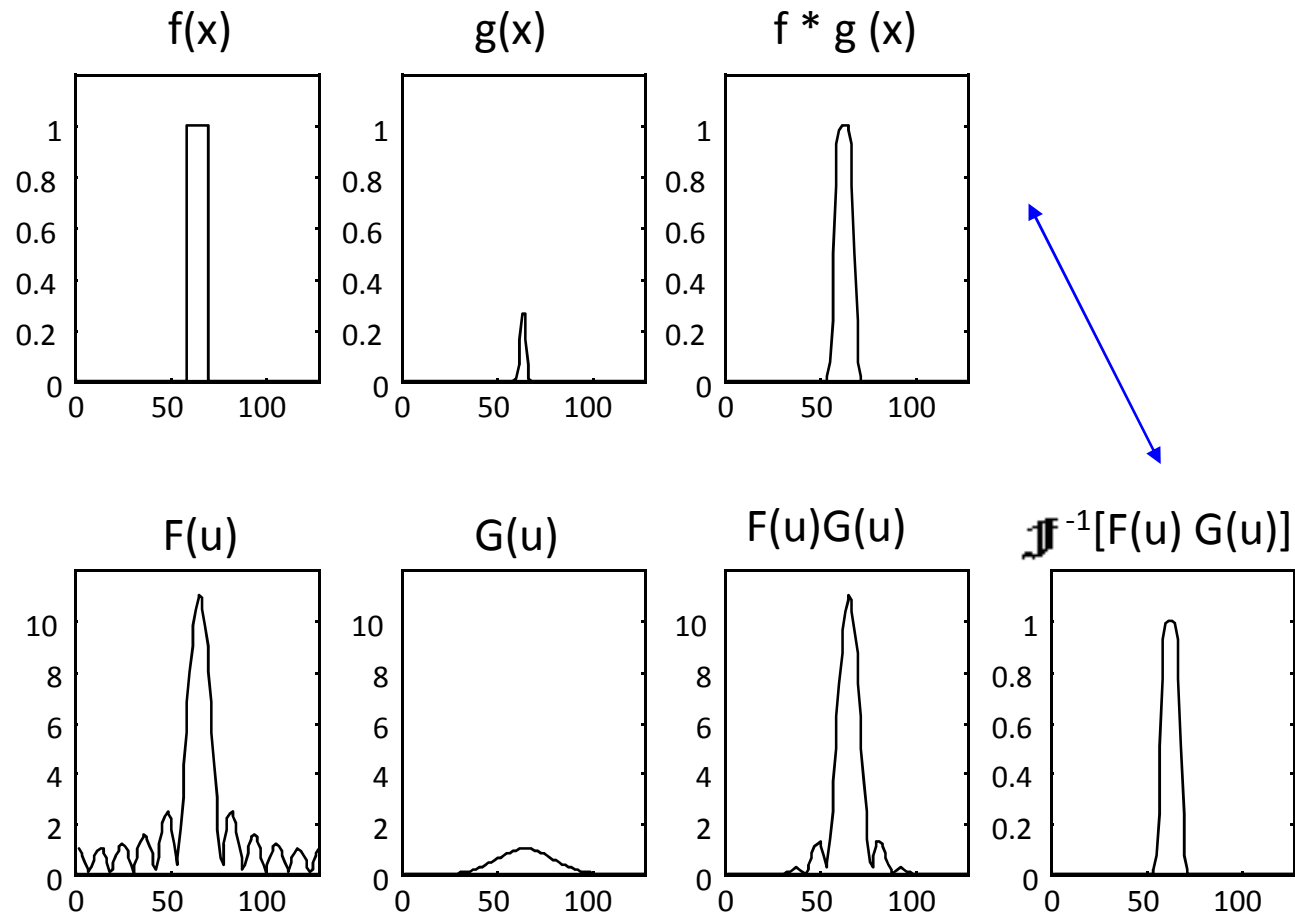 f(x) g(x) f * g (x)
1 1 1
0.8 0.8 0.8
0.6 0.6 0.6
0.4 0.4 0.4
0.2 0.2 0.2
0 0 0
0 50 100 0 50 100 0 50 100
F(u) G(u) F(u)G(u) 𝕱 -1[F(u) G(u)]
10 10 10 1
8 8 8 0.8
6 6 6 0.6
4 4 4 0.4
2 2 2 0.2
0 0 0 0
0 50 100 0 50 100 0 50 100 0 50 100